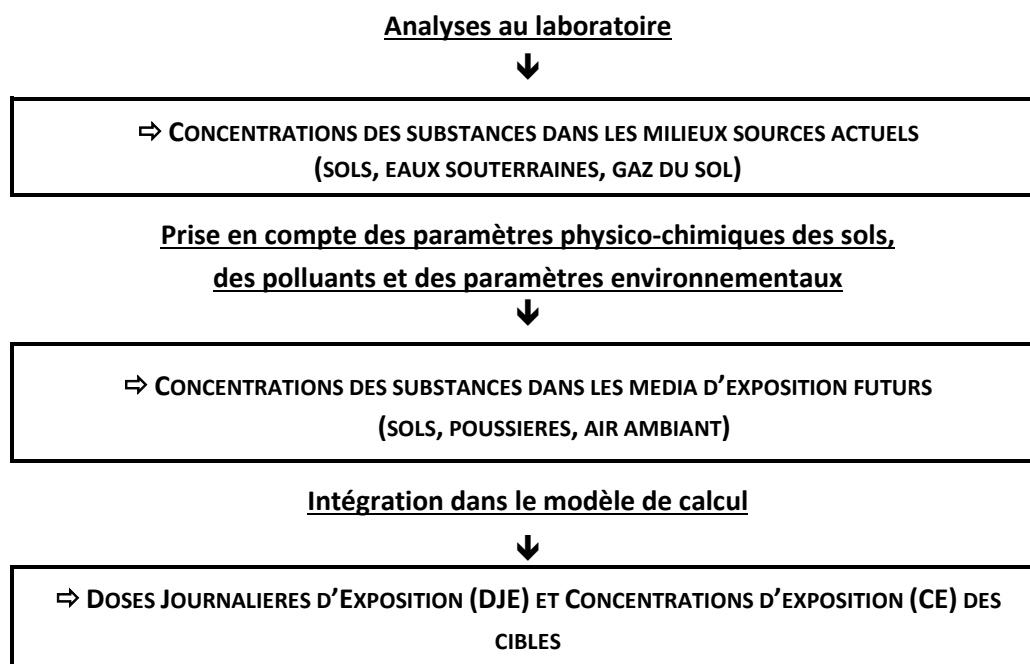 Analyses au laboratoire
🡻
⇨ CONCENTRATIONS DES SUBSTANCES DANS LES MILIEUX SOURCES ACTUELS
(SOLS, EAUX SOUTERRAINES, GAZ DU SOL)
Prise en compte des paramètres physico-chimiques des sols,
des polluants et des paramètres environnementaux
🡻
⇨ CONCENTRATIONS DES SUBSTANCES DANS LES MEDIA D'EXPOSITION FUTURS
(SOLS, POUSSIERES, AIR AMBIANT)
Intégration dans le modèle de calcul
🡻
⇨ DOSES JOURNALIERES D'EXPOSITION (DJE) ET CONCENTRATIONS D'EXPOSITION (CE) DES
CIBLES